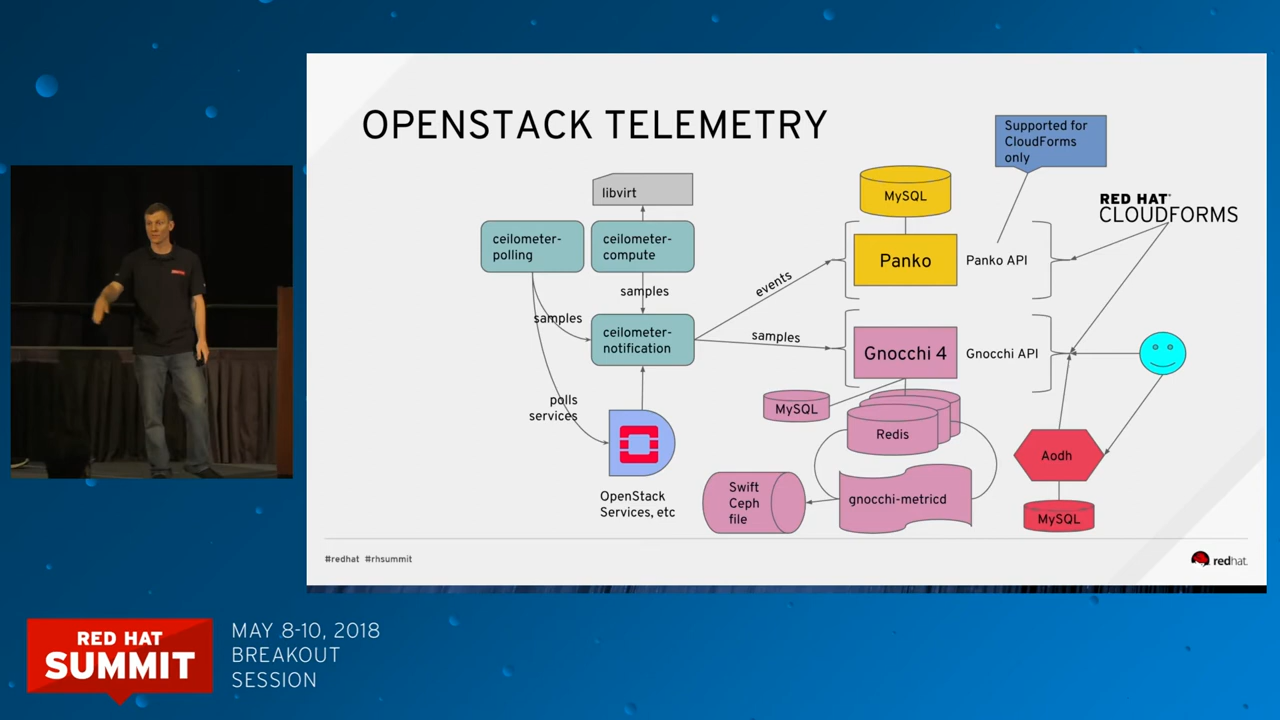 OPENSTACK TELEMETRY
Supported for
CloudForms
only
libvirt
MySQL
RED HAT
CLOUDFORMS
ceilometer-
polling
ceilometer-
compute
Panko
Panko API
events
samples
samples
ceilometer-
notification
samples
Gnocchi 4
Gnocchi API
polls
services
MySQL
Redis
Aodh
OpenStack
Services, etc
Swift
Ceph
file
gnocchi-metricd
MySQL
#redhat #rhsummit
redhat.
RED HAT
SUMMIT
MAY 8-10, 2018
BREAKOUT
SESSION